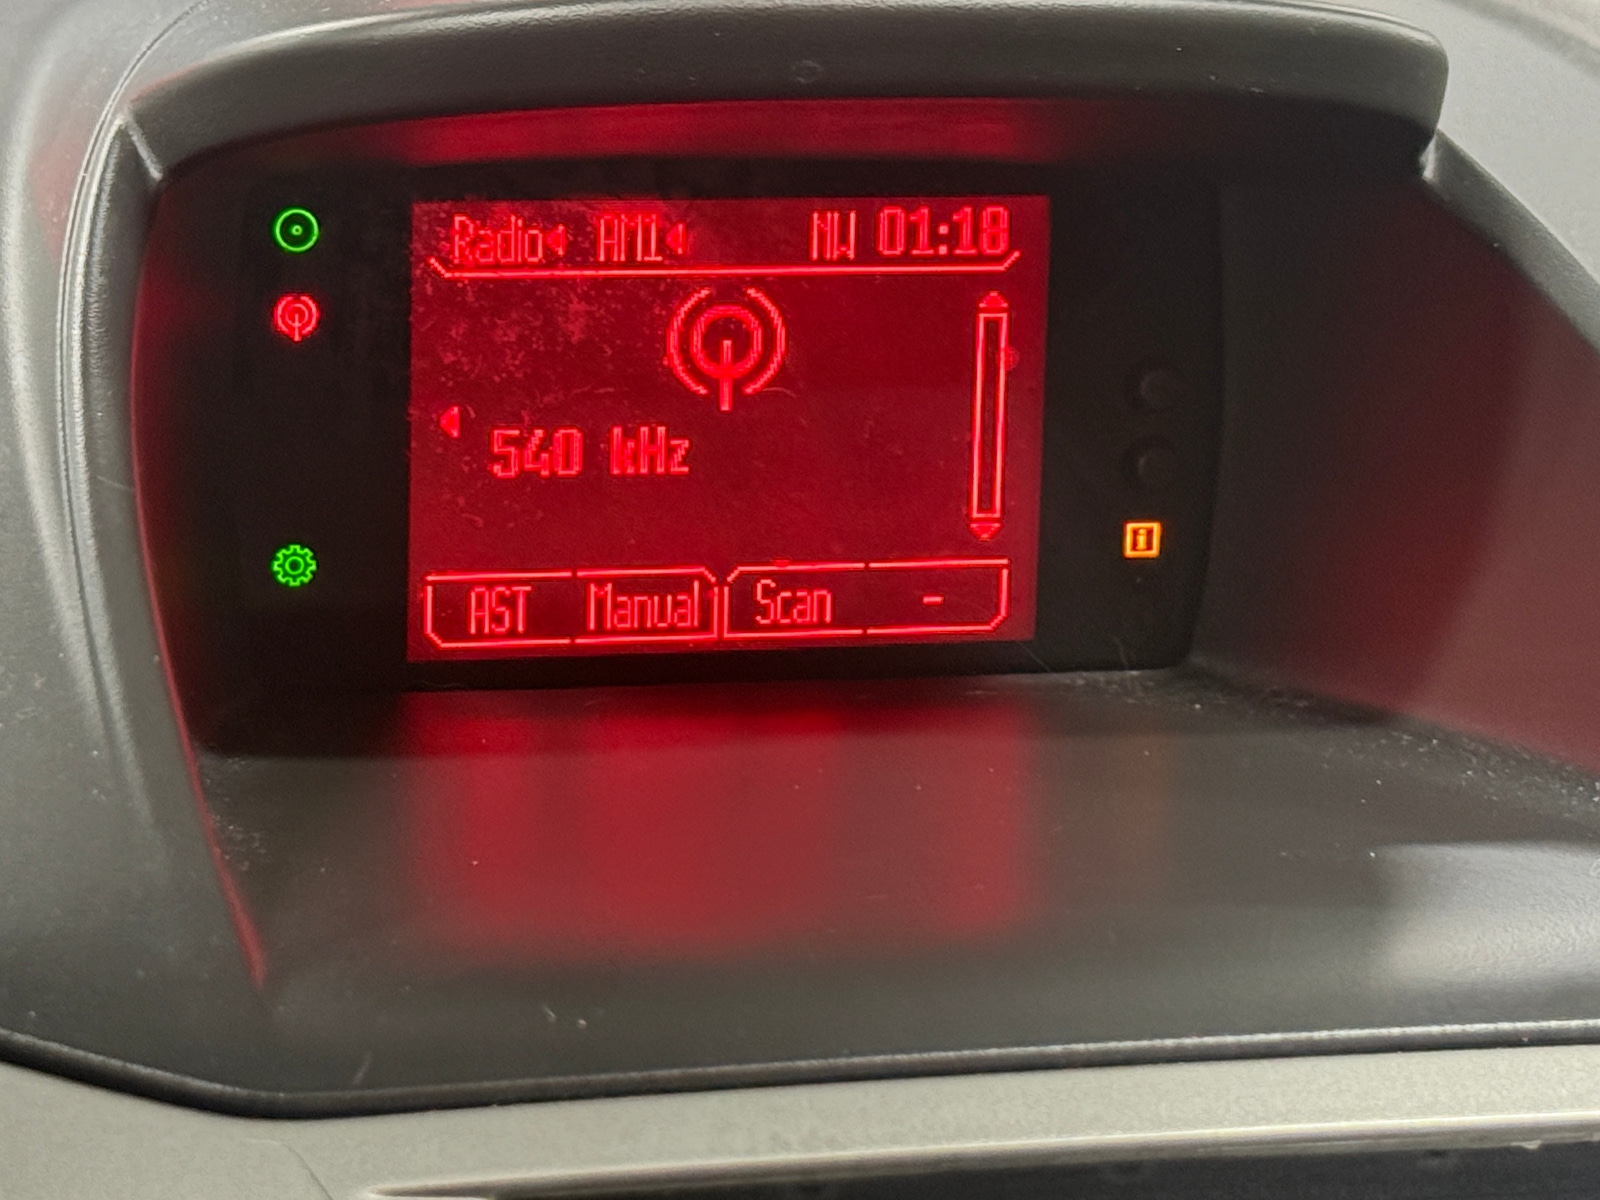 Radio AM1 NW 01:18
540 kHz
AST Manual Scan -